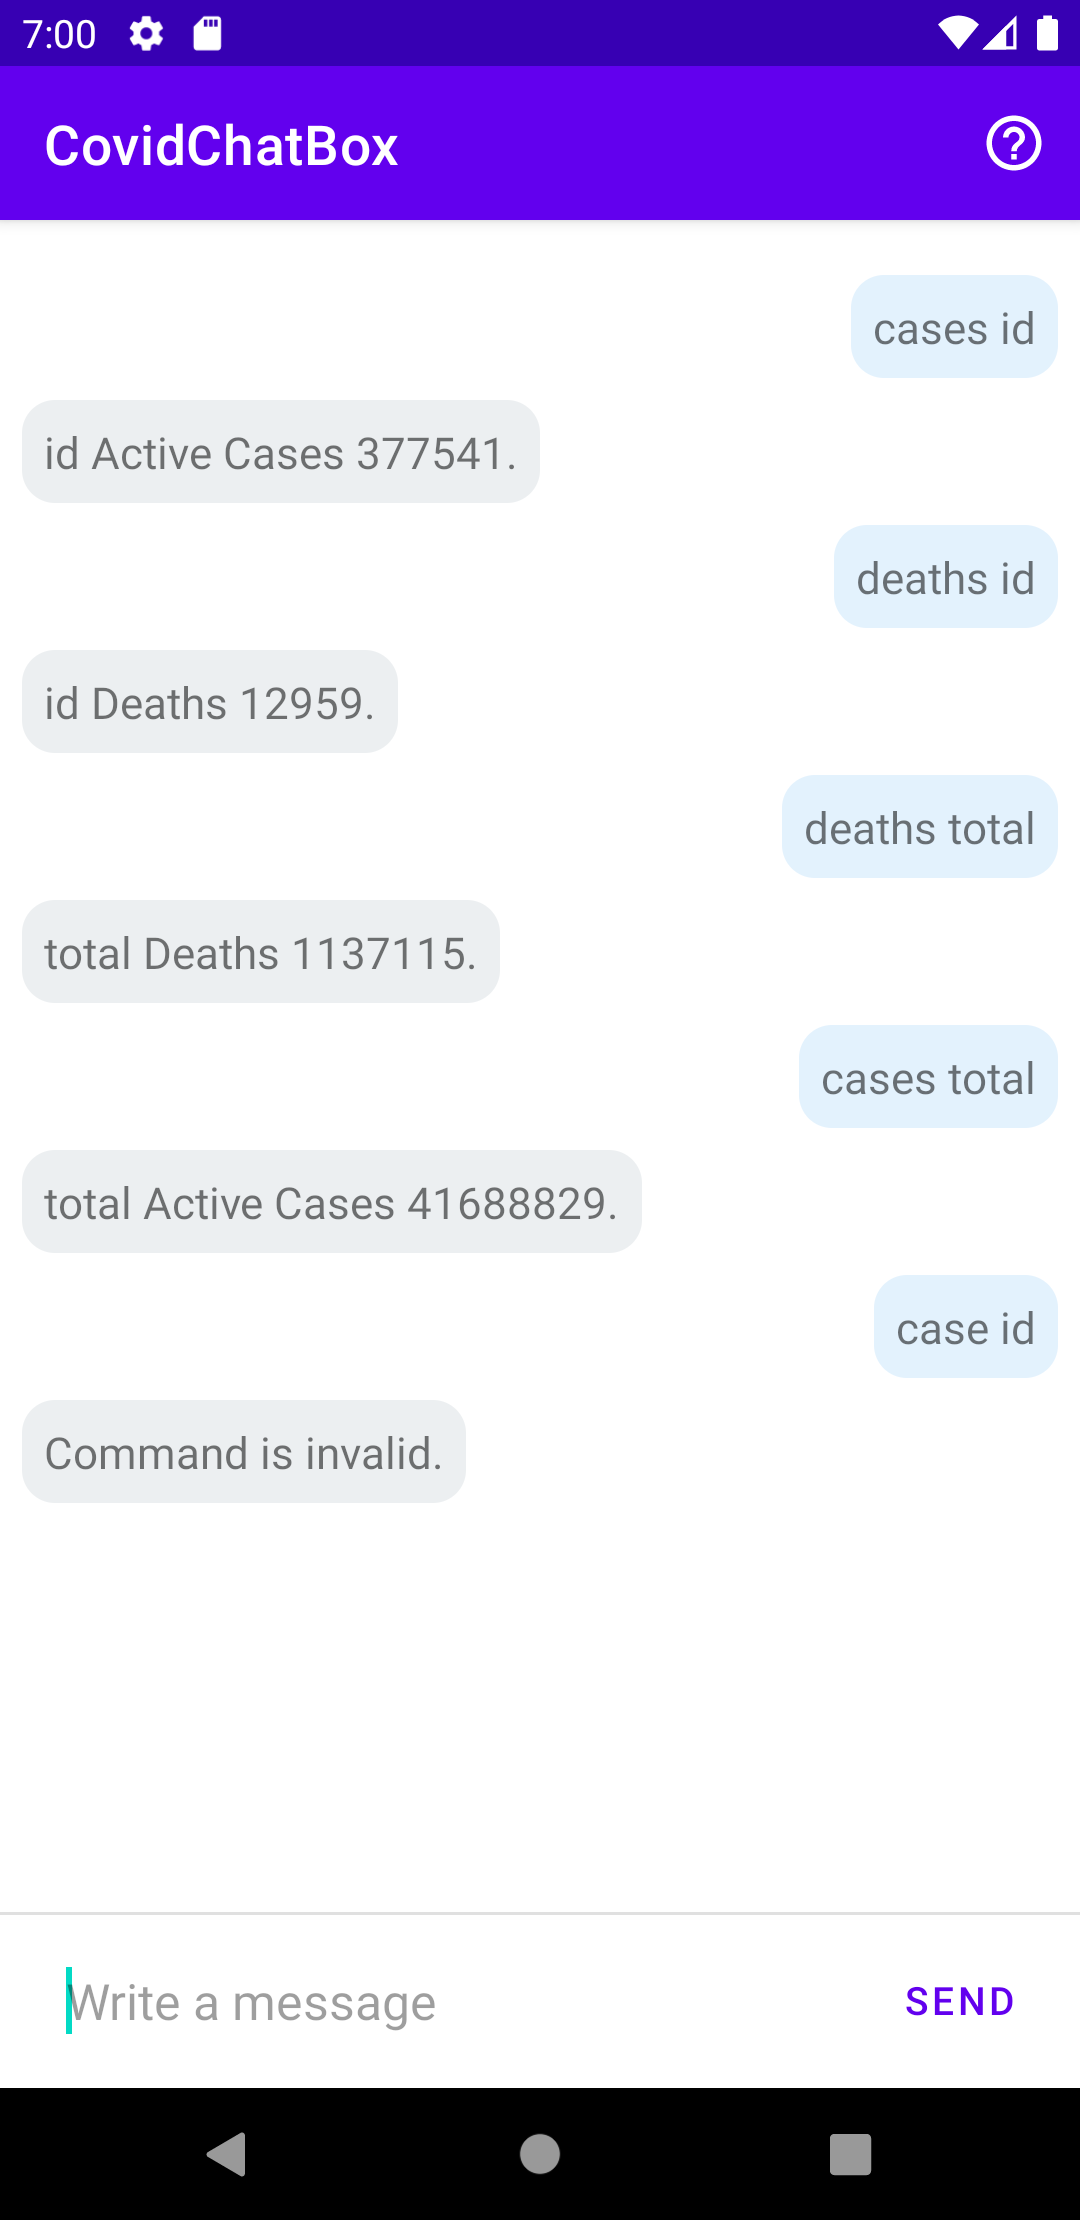 7:00
CovidChatBox
cases id
id Active Cases 377541.
deaths id
id Deaths 12959.
deaths total
total Deaths 1137115.
cases total
total Active Cases 41688829.
case id
Command is invalid.
Write a message
SEND